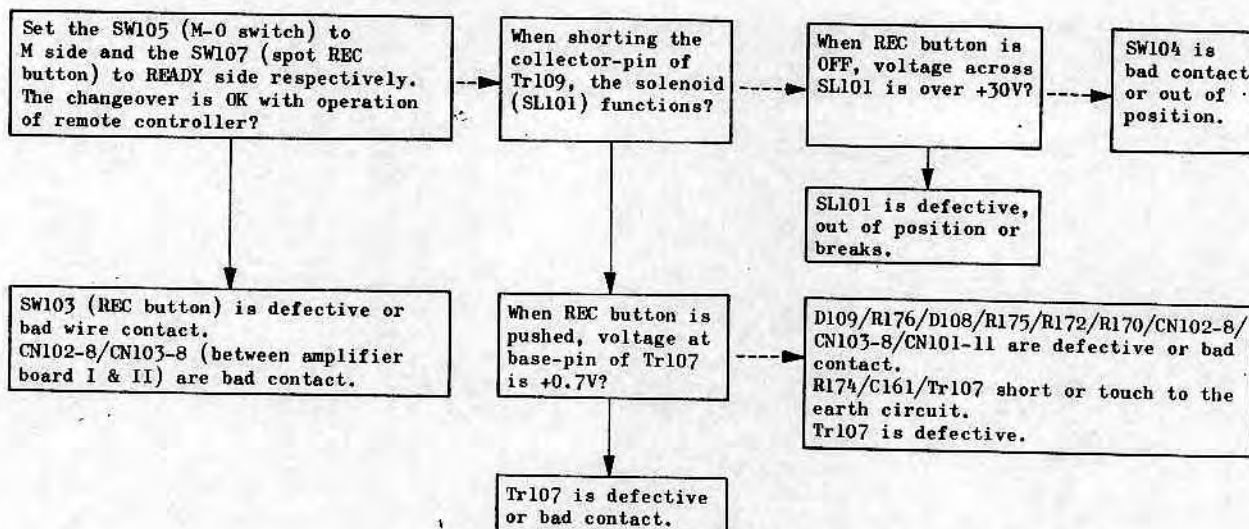 Set the SW105 (M-O switch) to
M side and the SW107 (spot REC
button) to READY side respectively.
The changeover is OK with operation
of remote controller?
When shorting the
collector-pin of
Tr109, the solenoid
(SL101) functions?
When REC button is
OFF, voltage across
SL101 is over +30V?
SW104 is
bad contact
or out of
position.
SL101 is defective,
out of position or
breaks.
SW103 (REC button) is defective or
bad wire contact.
CN102-8/CN103-8 (between amplifier
board I & II) are bad contact.
When REC button is
pushed, voltage at
base-pin of Tr107
is +0.7V?
D109/R176/D108/R175/R172/R170/CN102-8/
CN103-8/CN101-11 are defective or bad
contact.
R174/C161/Tr107 short or touch to the
earth circuit.
Tr107 is defective.
Tr107 is defective
or bad contact.